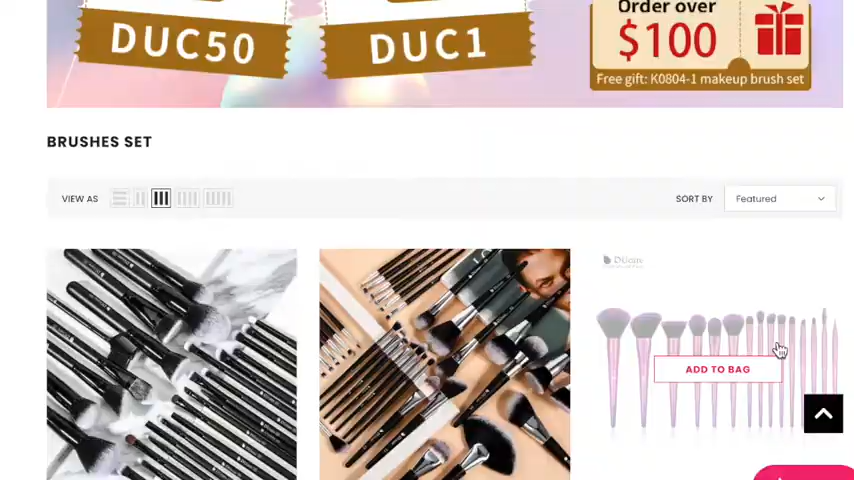 Order over
DUC50
DUC1
$100
Free gift: K0804-1 makeup brush set
BRUSHES SET
VIEW AS
SORT BY
Featured
DUcare
ADD TO BAG